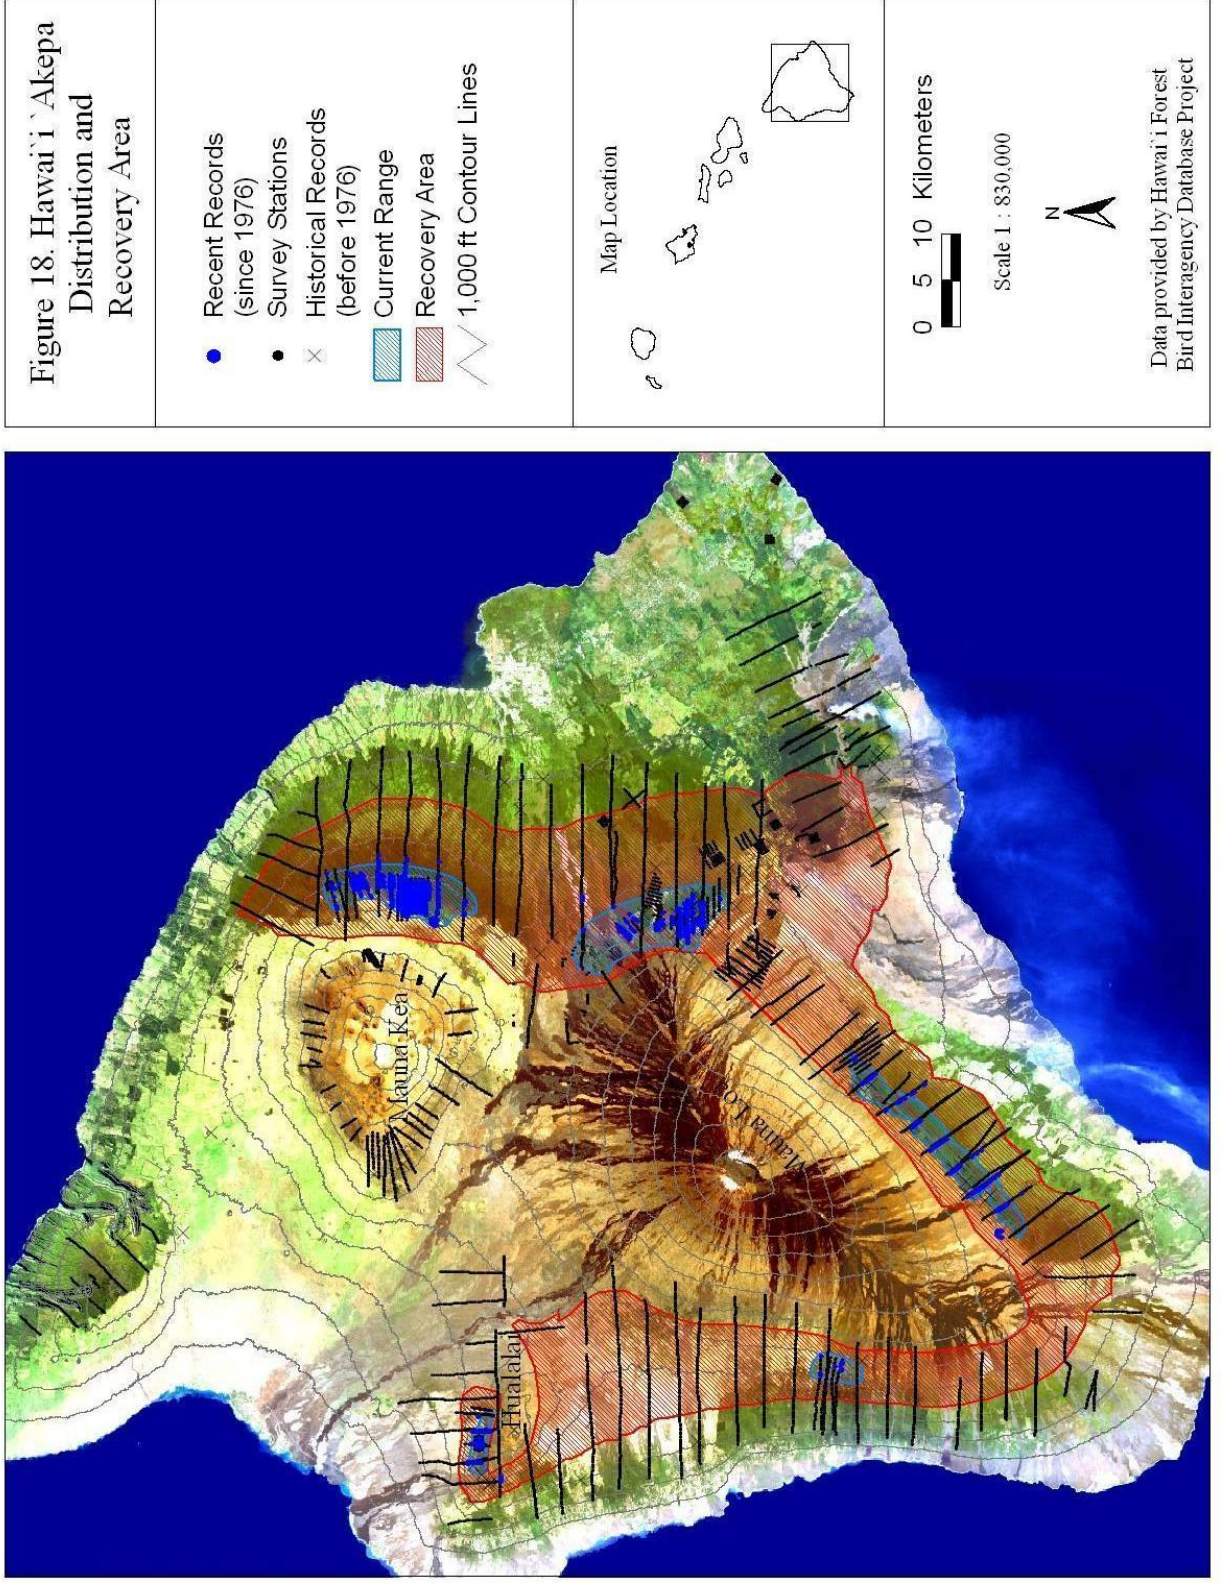 Figure 18. Hawai`i `Akepa
Distribution and
Recovery Area
Recent Records
(since 1976)
Survey Stations
Historical Records
(before 1976)
Current Range
Recovery Area
1,000 ft Contour Lines
Map Location
0 5 10 Kilometers
Scale 1 : 830,000
N
Data provided by Hawai`i Forest
Bird Interagency Database Project
Mauna Kea
Mauna Lo
Hualalai